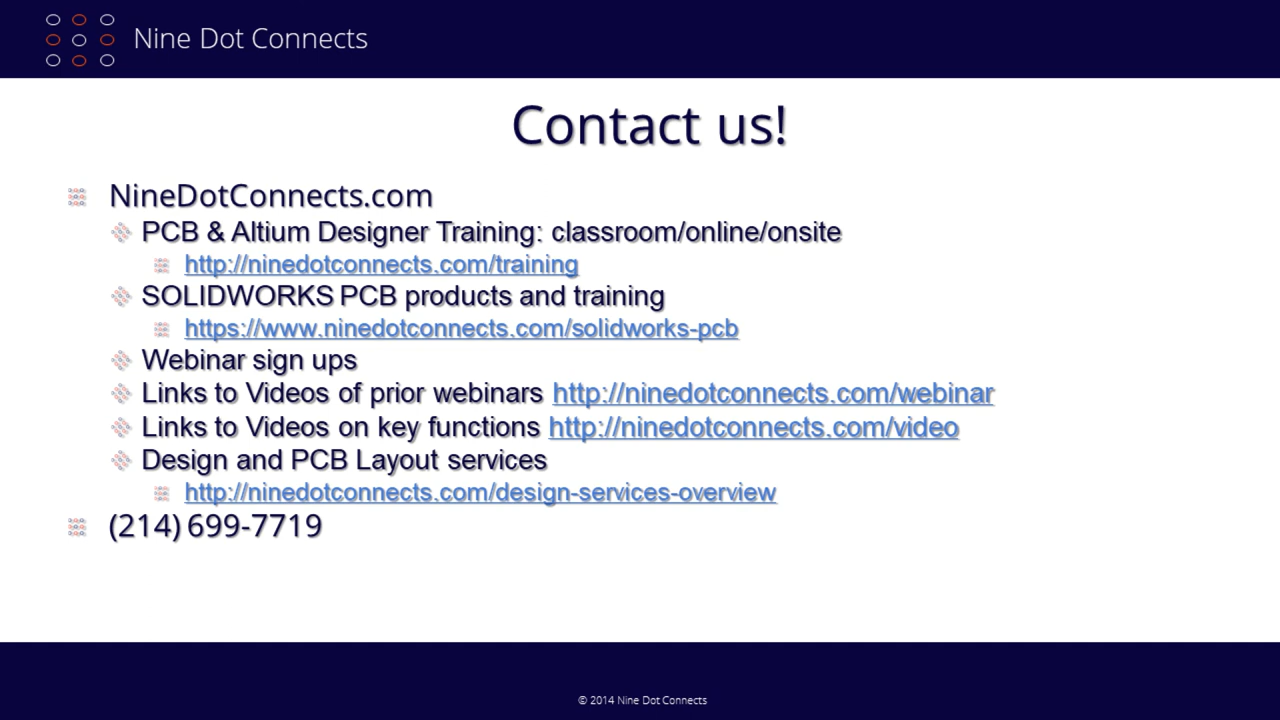 Nine Dot Connects
Contact us!
NineDotConnects.com
PCB & Altium Designer Training: classroom/online/onsite
http://ninedotconnects.com/training
SOLIDWORKS PCB products and training
https://www.ninedotconnects.com/solidworks-pcb
Webinar sign ups
Links to Videos of prior webinars http://ninedotconnects.com/webinar
Links to Videos on key functions http://ninedotconnects.com/video
Design and PCB Layout services
http://ninedotconnects.com/design-services-overview
(214) 699-7719
© 2014 Nine Dot Connects